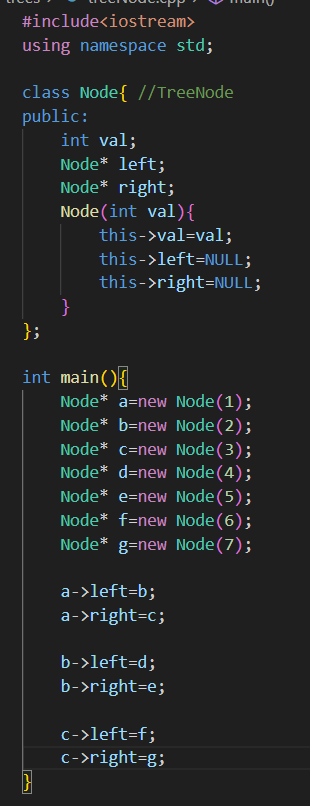 treeNode.cpp > main()
#include<iostream>
using namespace std;
class Node{ //TreeNode
public:
    int val;
    Node* left;
    Node* right;
    Node(int val){
        this->val=val;
        this->left=NULL;
        this->right=NULL;
    }
};
int main(){
    Node* a=new Node(1);
    Node* b=new Node(2);
    Node* c=new Node(3);
    Node* d=new Node(4);
    Node* e=new Node(5);
    Node* f=new Node(6);
    Node* g=new Node(7);
    a->left=b;
    a->right=c;
    b->left=d;
    b->right=e;
    c->left=f;
    c->right=g;
}